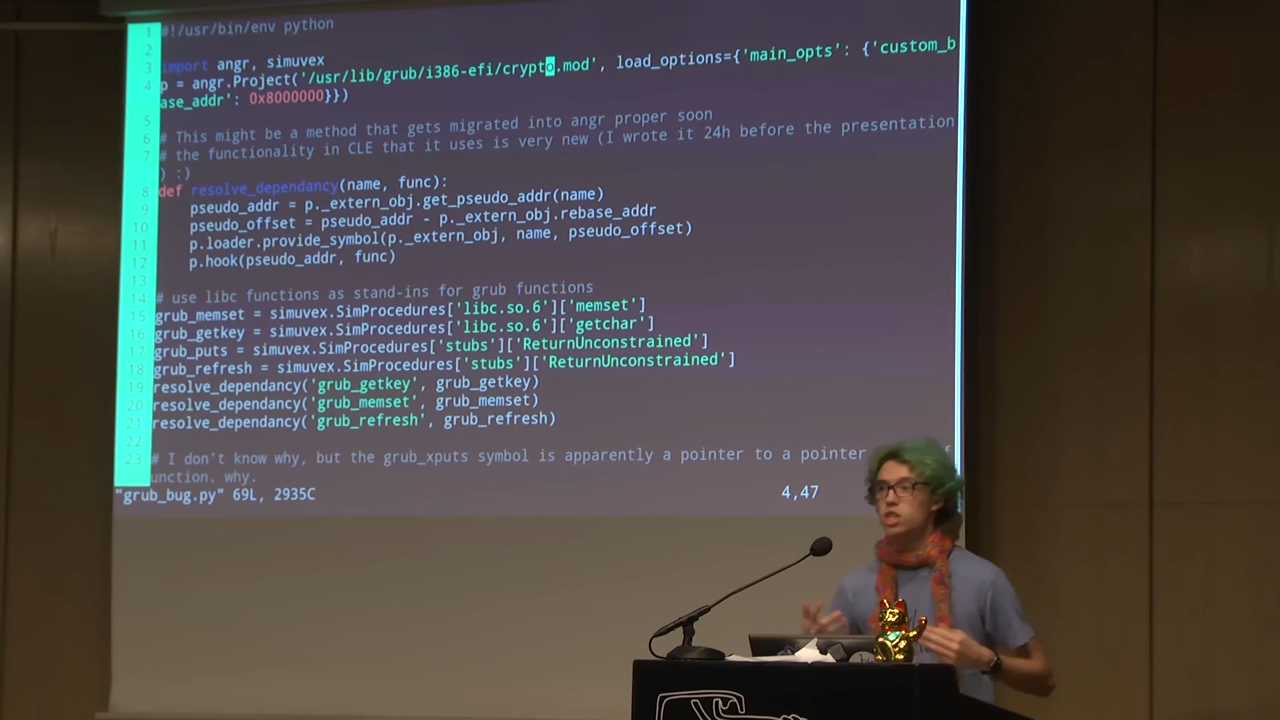 1 #!/usr/bin/env python
2
3 import angr, simuvex
4 p = angr.Project('/usr/lib/grub/i386-efi/crypto.mod', load_options={'main_opts': {'custom_b
ase_addr': 0x8000000}})
5
6 # This might be a method that gets migrated into angr proper soon
7 # the functionality in CLE that it uses is very new (I wrote it 24h before the presentation
) :)
8 def resolve_dependancy(name, func):
9 pseudo_addr = p._extern_obj.get_pseudo_addr(name)
10 pseudo_offset = pseudo_addr - p._extern_obj.rebase_addr
11 p.loader.provide_symbol(p._extern_obj, name, pseudo_offset)
12 p.hook(pseudo_addr, func)
13
14 # use libc functions as stand-ins for grub functions
15 grub_memset = simuvex.SimProcedures['libc.so.6']['memset']
16 grub_getkey = simuvex.SimProcedures['libc.so.6']['getchar']
17 grub_puts = simuvex.SimProcedures['stubs']['ReturnUnconstrained']
18 grub_refresh = simuvex.SimProcedures['stubs']['ReturnUnconstrained']
19 resolve_dependancy('grub_getkey', grub_getkey)
20 resolve_dependancy('grub_memset', grub_memset)
21 resolve_dependancy('grub_refresh', grub_refresh)
22
23 # I don't know why, but the grub_xputs symbol is apparently a pointer to a pointer
unction. why.
"grub_bug.py" 69L, 2935C 4,47